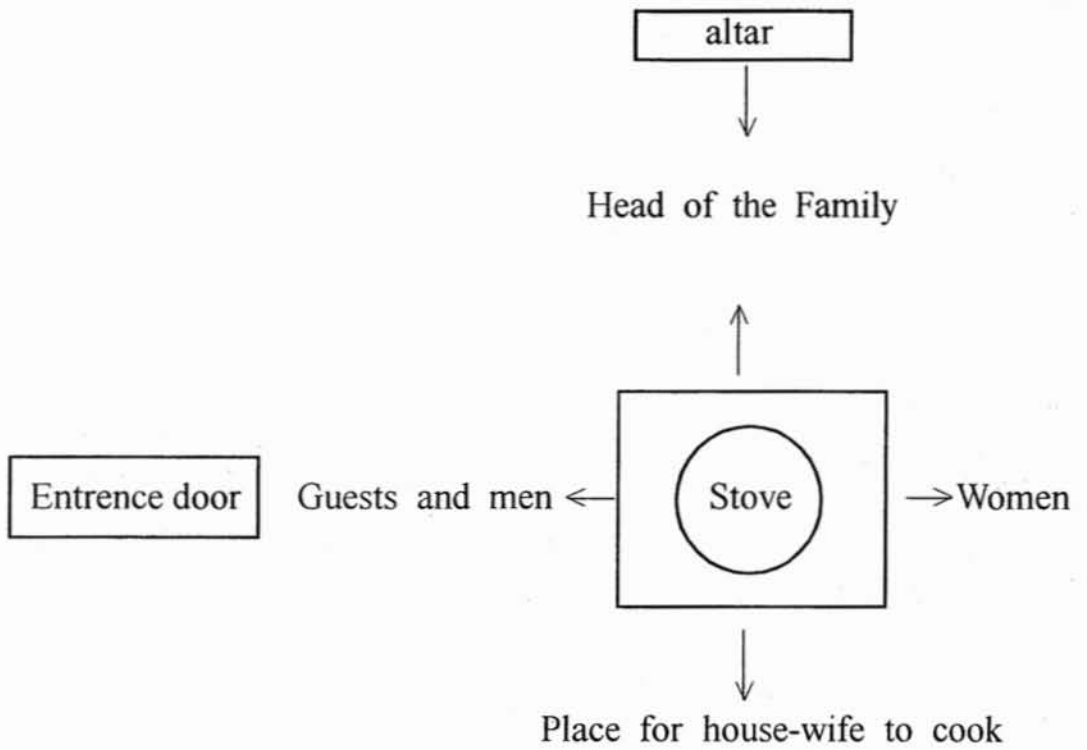 altar
Head of the Family
Entrence door
Guests and men
Stove
Women
Place for house-wife to cook